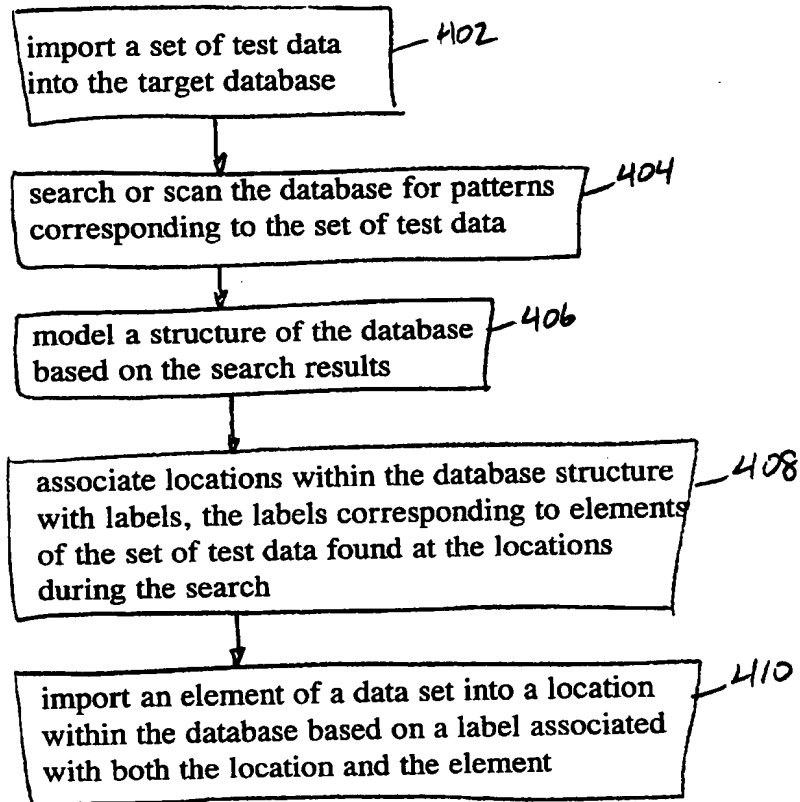 import a set of test data
into the target database
402
search or scan the database for patterns
corresponding to the set of test data
404
model a structure of the database
based on the search results
406
associate locations within the database structure
with labels, the labels corresponding to elements
of the set of test data found at the locations
during the search
408
import an element of a data set into a location
within the database based on a label associated
with both the location and the element
410